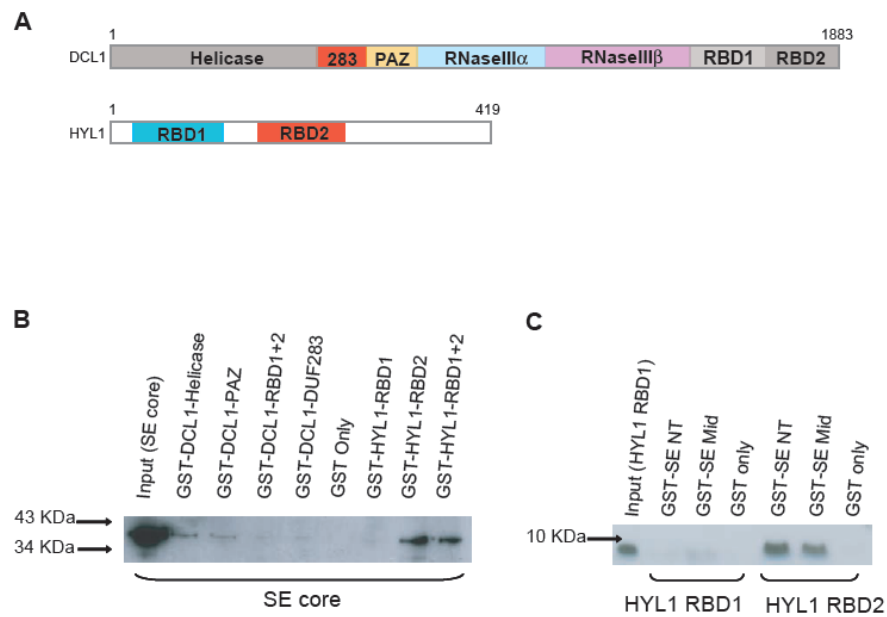 A
1 1883
DCL1 Helicase 283 PAZ RNaseIIIα RNaseIIIβ RBD1 RBD2
1 419
HYL1 RBD1 RBD2
B
Input (SE core)
GST-DCL1-Helicase
GST-DCL1-PAZ
GST-DCL1-RBD1+2
GST-DCL1-DUF283
GST Only
GST-HYL1-RBD1
GST-HYL1-RBD2
GST-HYL1-RBD1+2
43 KDa
34 KDa
SE core
C
Input (HYL1 RBD1)
GST-SE NT
GST-SE Mid
GST only
GST-SE NT
GST-SE Mid
GST only
10 KDa
HYL1 RBD1 HYL1 RBD2